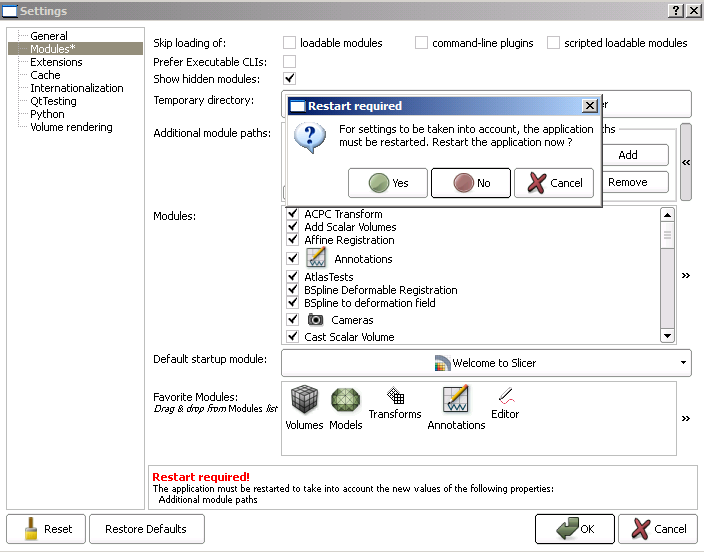 Settings
General
Modules*
Extensions
Cache
Internationalization
QtTesting
Python
Volume rendering
Skip loading of: loadable modules command-line plugins scripted loadable modules
Prefer Executable CLIs:
Show hidden modules:
Temporary directory:
Additional module paths:
Add
Remove
«
Restart required
For settings to be taken into account, the application
must be restarted. Restart the application now ?
Yes No Cancel
Modules:
ACPC Transform
Add Scalar Volumes
Affine Registration
Annotations
AtlasTests
BSpline Deformable Registration
BSpline to deformation field
Cameras
Cast Scalar Volume
»
Default startup module: Welcome to Slicer
Favorite Modules:
Drag & drop from Modules list
Volumes Models Transforms Annotations Editor
»
Restart required!
The application must be restarted to take into account the new values of the following properties:
Additional module paths
Reset Restore Defaults OK Cancel